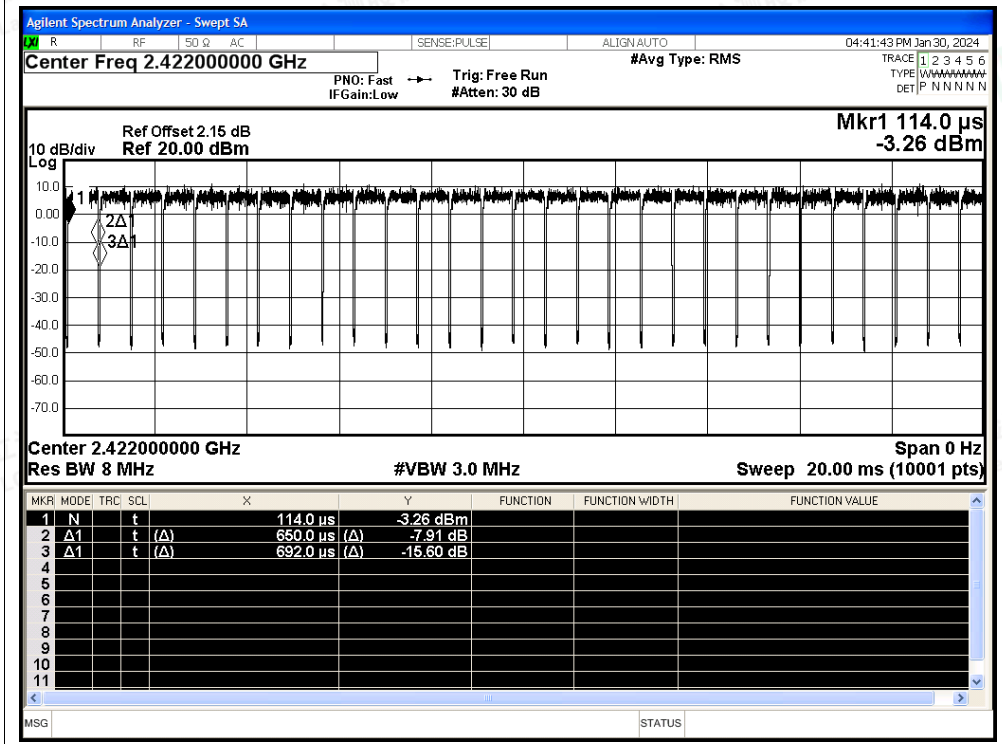 Agilent Spectrum Analyzer - Swept SA
LXI R RF 50 Ω AC SENSE:PULSE ALIGN AUTO 04:41:43 PM Jan 30, 2024
Center Freq 2.422000000 GHz #Avg Type: RMS TRACE 1 2 3 4 5 6
PNO: Fast Trig: Free Run TYPE WWWWWW
IFGain:Low #Atten: 30 dB DET P N N N N N
Mkr1 114.0 µs
Ref Offset 2.15 dB
10 dB/div Ref 20.00 dBm -3.26 dBm
Log
10.0
1
0.00
2Δ1
-10.0
3Δ1
-20.0
-30.0
-40.0
-50.0
-60.0
-70.0
Center 2.422000000 GHz Span 0 Hz
Res BW 8 MHz #VBW 3.0 MHz Sweep 20.00 ms (10001 pts)
MKR MODE TRC SCL X Y FUNCTION FUNCTION WIDTH FUNCTION VALUE
1 N t 114.0 µs -3.26 dBm
2 Δ1 t (Δ) 650.0 µs (Δ) -7.91 dB
3 Δ1 t (Δ) 692.0 µs (Δ) -15.60 dB
4
5
6
7
8
9
10
11
MSG STATUS